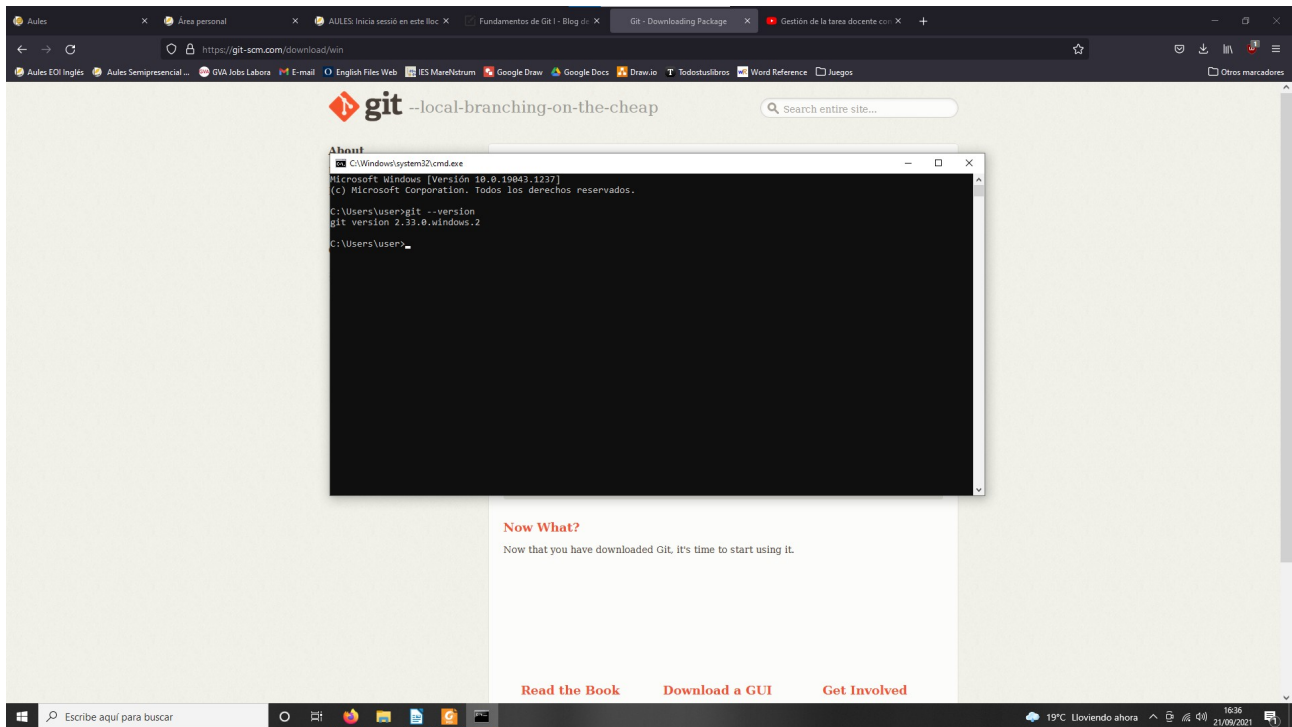 Aules
Área personal
AULES: Inicia sessió en este lloc
Fundamentos de Git I - Blog de
Git - Downloading Package
Gestión de la tarea docente con
https://git-scm.com/download/win
1
Aules EOI Inglés
Aules Semipresencial ...
GVA Jobs Labora
E-mail
English Files Web
IES MareNstrum
Google Draw
Google Docs
Draw.io
Todostuslibros
Word Reference
Juegos
Otros marcadores
git --local-branching-on-the-cheap
Search entire site...
About
C:\Windows\system32\cmd.exe
Microsoft Windows [Versión 10.0.19043.1237]
(c) Microsoft Corporation. Todos los derechos reservados.
C:\Users\user>git --version
git version 2.33.0.windows.2
C:\Users\user>
Now What?
Now that you have downloaded Git, it's time to start using it.
Read the Book
Download a GUI
Get Involved
Escribe aquí para buscar
19°C Lloviendo ahora
16:36
21/09/2021